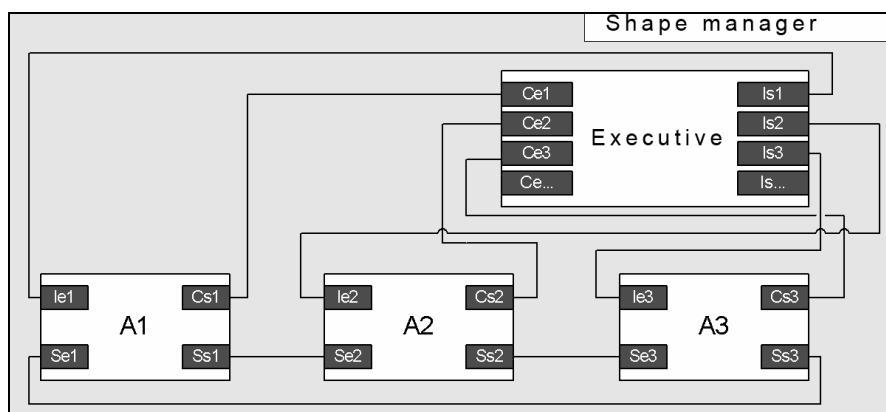 Shape manager
Ce1
Is1
Ce2
Is2
Executive
Ce3
Is3
Ce...
Is...
Ie1
Cs1
Ie2
Cs2
Ie3
Cs3
A1
A2
A3
Se1
Ss1
Se2
Ss2
Se3
Ss3